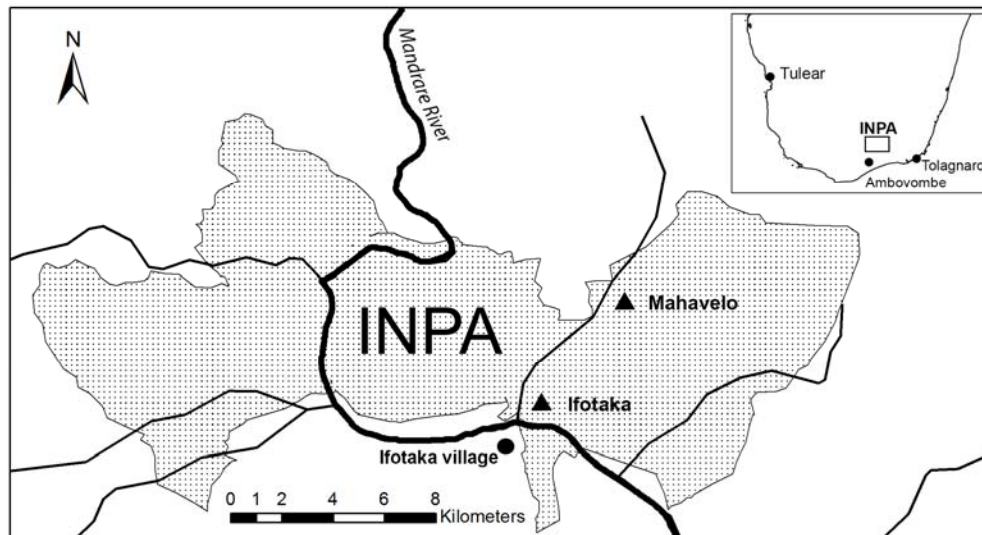 N
Mandrare River
Tulear
INPA
Tolagnaro
Ambovombe
INPA
Mahavelo
Ifotaka
Ifotaka village
0 1 2 4 6 8
Kilometers